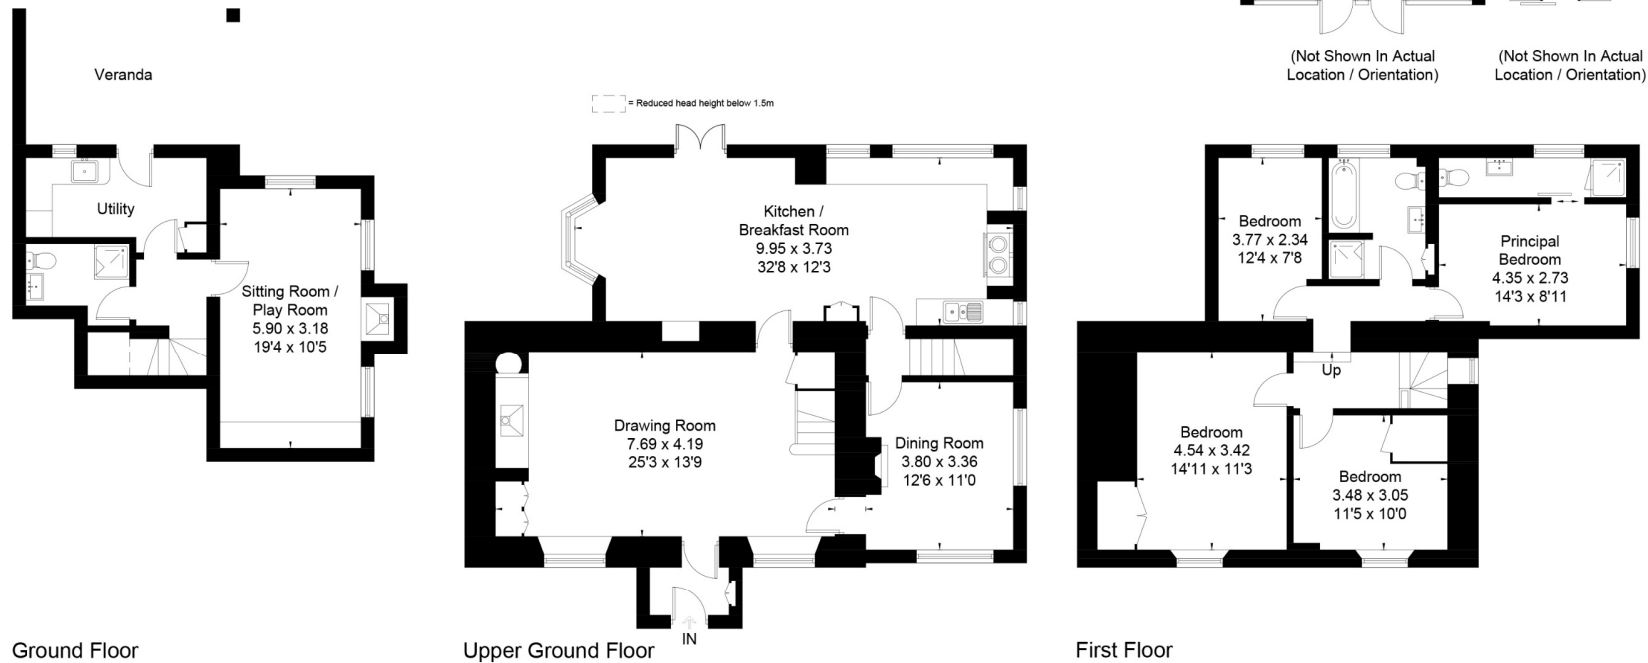 (Not Shown In Actual
Location / Orientation)
(Not Shown In Actual
Location / Orientation)
Veranda
= Reduced head height below 1.5m
Utility
Sitting Room /
Play Room
5.90 x 3.18
19'4 x 10'5
Kitchen /
Breakfast Room
9.95 x 3.73
32'8 x 12'3
Drawing Room
7.69 x 4.19
25'3 x 13'9
Dining Room
3.80 x 3.36
12'6 x 11'0
IN
Bedroom
3.77 x 2.34
12'4 x 7'8
Principal
Bedroom
4.35 x 2.73
14'3 x 8'11
Up
Bedroom
4.54 x 3.42
14'11 x 11'3
Bedroom
3.48 x 3.05
11'5 x 10'0
Ground Floor
Upper Ground Floor
First Floor